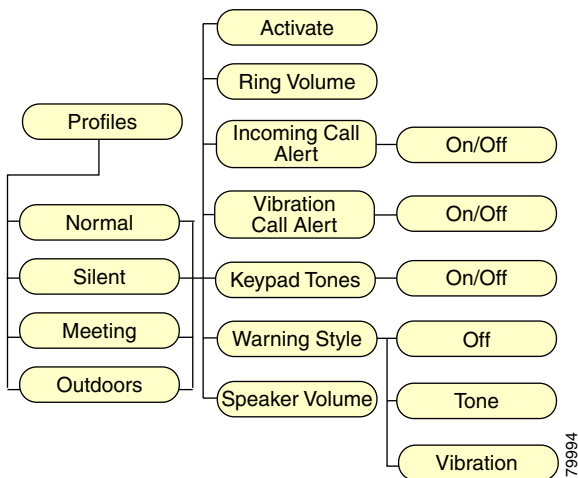 Profiles
Normal
Silent
Meeting
Outdoors
Activate
Ring Volume
Incoming Call
Alert
On/Off
Vibration
Call Alert
On/Off
Keypad Tones
On/Off
Warning Style
Off
Tone
Vibration
Speaker Volume
79994